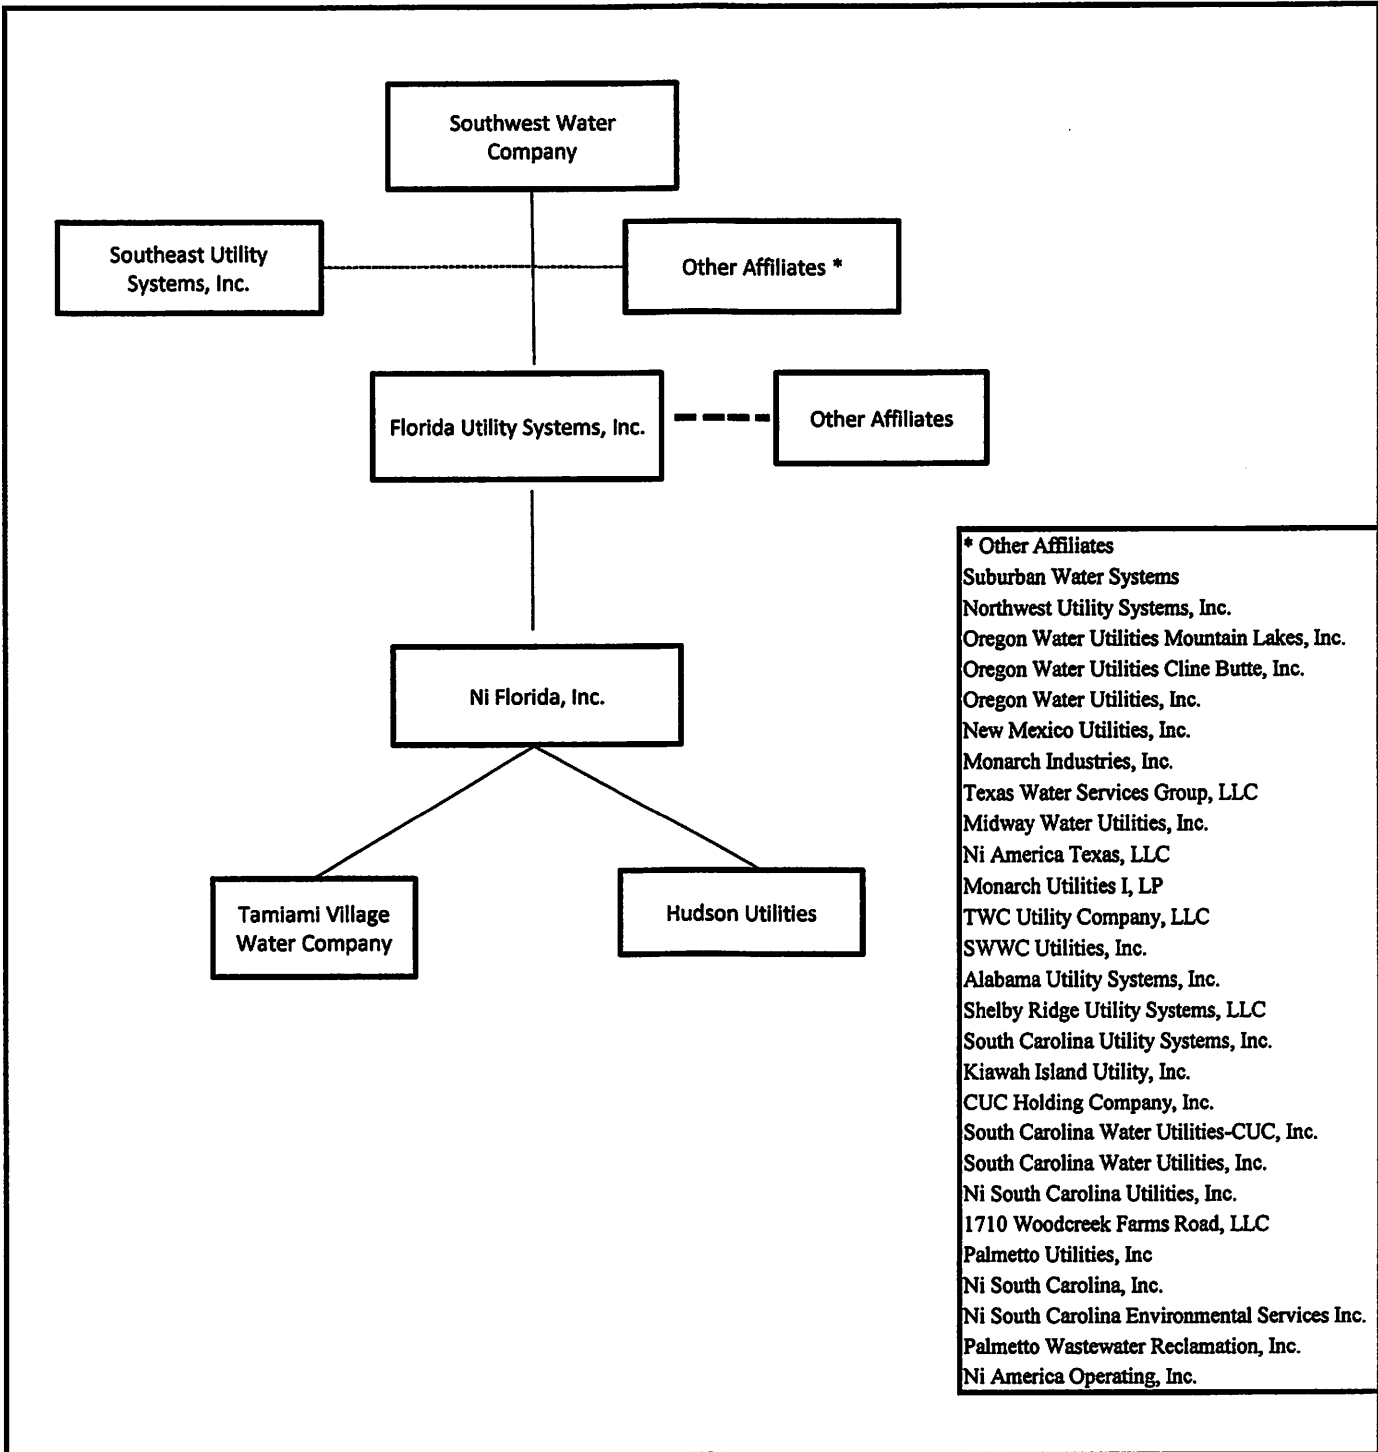 Southwest Water
Company
Southeast Utility
Systems, Inc.
Other Affiliates *
Florida Utility Systems, Inc.
Other Affiliates
Ni Florida, Inc.
Tamiami Village
Water Company
Hudson Utilities
* Other Affiliates
Suburban Water Systems
Northwest Utility Systems, Inc.
Oregon Water Utilities Mountain Lakes, Inc.
Oregon Water Utilities Cline Butte, Inc.
Oregon Water Utilities, Inc.
New Mexico Utilities, Inc.
Monarch Industries, Inc.
Texas Water Services Group, LLC
Midway Water Utilities, Inc.
Ni America Texas, LLC
Monarch Utilities I, LP
TWC Utility Company, LLC
SWWC Utilities, Inc.
Alabama Utility Systems, Inc.
Shelby Ridge Utility Systems, LLC
South Carolina Utility Systems, Inc.
Kiawah Island Utility, Inc.
CUC Holding Company, Inc.
South Carolina Water Utilities-CUC, Inc.
South Carolina Water Utilities, Inc.
Ni South Carolina Utilities, Inc.
1710 Woodcreek Farms Road, LLC
Palmetto Utilities, Inc
Ni South Carolina, Inc.
Ni South Carolina Environmental Services Inc.
Palmetto Wastewater Reclamation, Inc.
Ni America Operating, Inc.